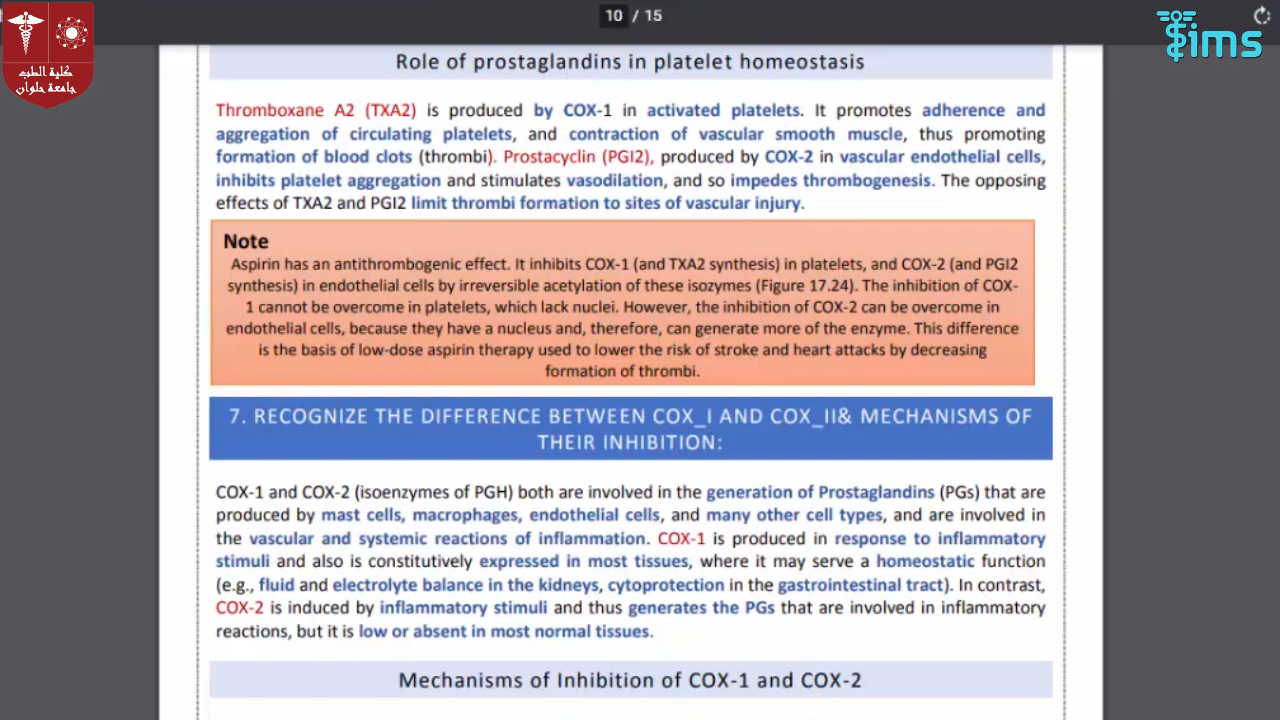 10 / 15
كلية الطب
جامعة حلوان
ims
Role of prostaglandins in platelet homeostasis
Thromboxane A2 (TXA2) is produced by COX-1 in activated platelets. It promotes adherence and
aggregation of circulating platelets, and contraction of vascular smooth muscle, thus promoting
formation of blood clots (thrombi). Prostacyclin (PGI2), produced by COX-2 in vascular endothelial cells,
inhibits platelet aggregation and stimulates vasodilation, and so impedes thrombogenesis. The opposing
effects of TXA2 and PGI2 limit thrombi formation to sites of vascular injury.
Note
Aspirin has an antithrombogenic effect. It inhibits COX-1 (and TXA2 synthesis) in platelets, and COX-2 (and PGI2
synthesis) in endothelial cells by irreversible acetylation of these isozymes (Figure 17.24). The inhibition of COX-
1 cannot be overcome in platelets, which lack nuclei. However, the inhibition of COX-2 can be overcome in
endothelial cells, because they have a nucleus and, therefore, can generate more of the enzyme. This difference
is the basis of low-dose aspirin therapy used to lower the risk of stroke and heart attacks by decreasing
formation of thrombi.
7. RECOGNIZE THE DIFFERENCE BETWEEN COX_I AND COX_II& MECHANISMS OF
THEIR INHIBITION:
COX-1 and COX-2 (isoenzymes of PGH) both are involved in the generation of Prostaglandins (PGs) that are
produced by mast cells, macrophages, endothelial cells, and many other cell types, and are involved in
the vascular and systemic reactions of inflammation. COX-1 is produced in response to inflammatory
stimuli and also is constitutively expressed in most tissues, where it may serve a homeostatic function
(e.g., fluid and electrolyte balance in the kidneys, cytoprotection in the gastrointestinal tract). In contrast,
COX-2 is induced by inflammatory stimuli and thus generates the PGs that are involved in inflammatory
reactions, but it is low or absent in most normal tissues.
Mechanisms of Inhibition of COX-1 and COX-2